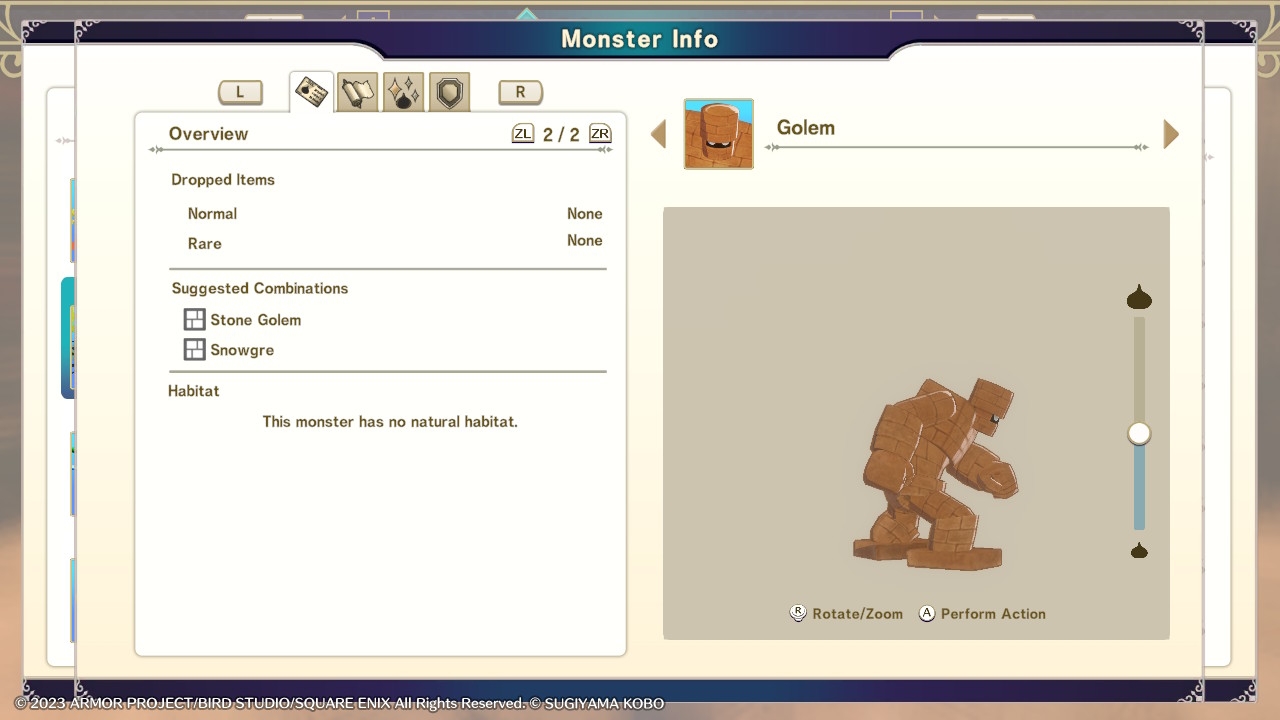 Monster Info
L
R
Overview
ZL 2 / 2 ZR
Dropped Items
Normal None
Rare None
Suggested Combinations
Stone Golem
Snowgre
Habitat
This monster has no natural habitat.
Golem
R Rotate/Zoom A Perform Action
© 2023 ARMOR PROJECT/BIRD STUDIO/SQUARE ENIX All Rights Reserved. © SUGIYAMA KOBO